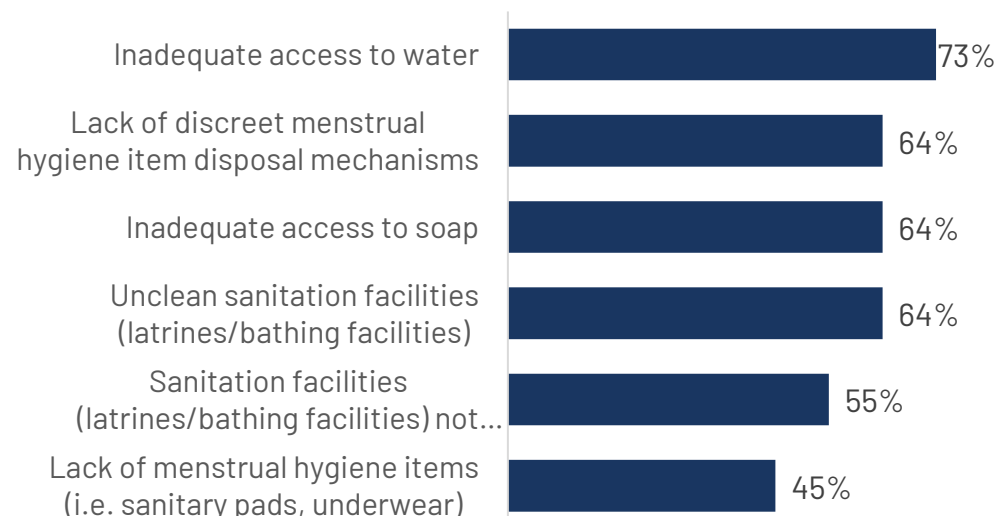 Inadequate access to water
73%
Lack of discreet menstrual
hygiene item disposal mechanisms
64%
Inadequate access to soap
64%
Unclean sanitation facilities
(latrines/bathing facilities)
64%
Sanitation facilities
(latrines/bathing facilities) not...
55%
Lack of menstrual hygiene items
(i.e. sanitary pads, underwear)
45%